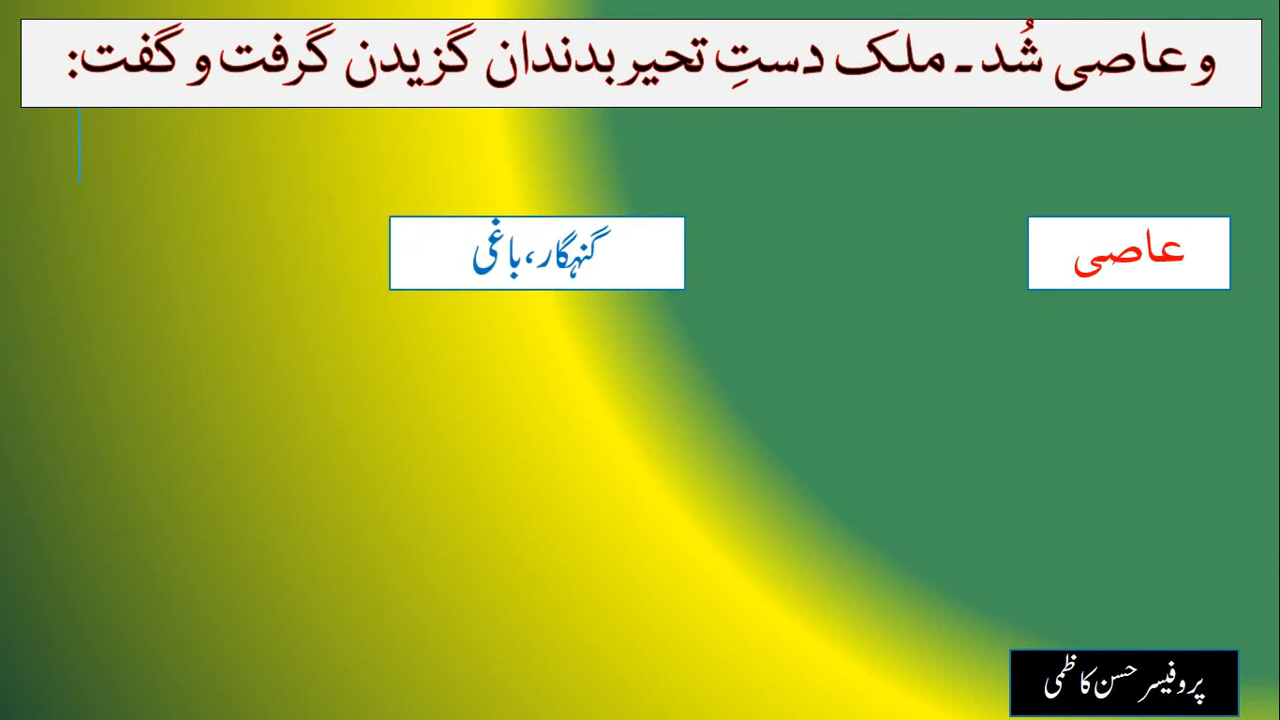 و عاصی شُد۔ ملک دستِ تحیر بدندان گزیدن گرفت و گفت:
عاصی
گنہگار، باغی
پروفیسر حسن کاظمی